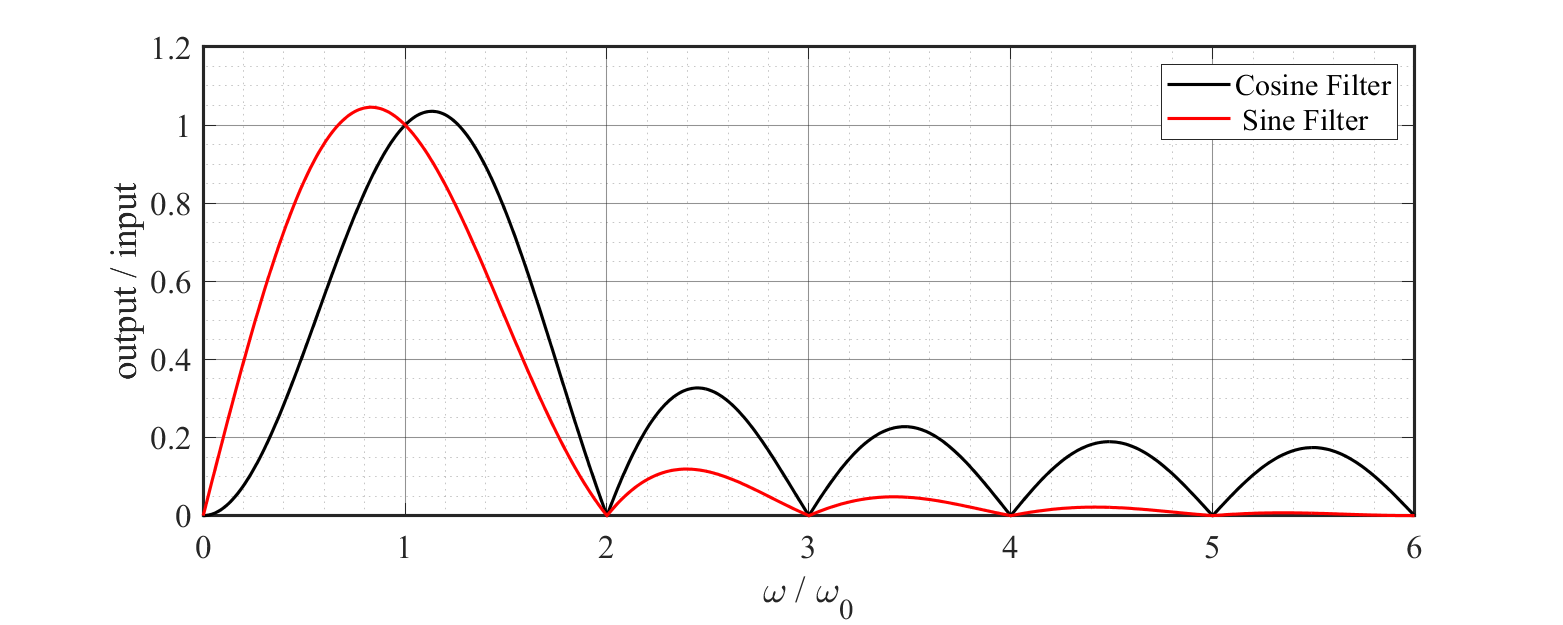 1.2
1
0.8
0.6
0.4
0.2
0
output / input
Cosine Filter
Sine Filter
0 1 2 3 4 5 6
ω / ω₀